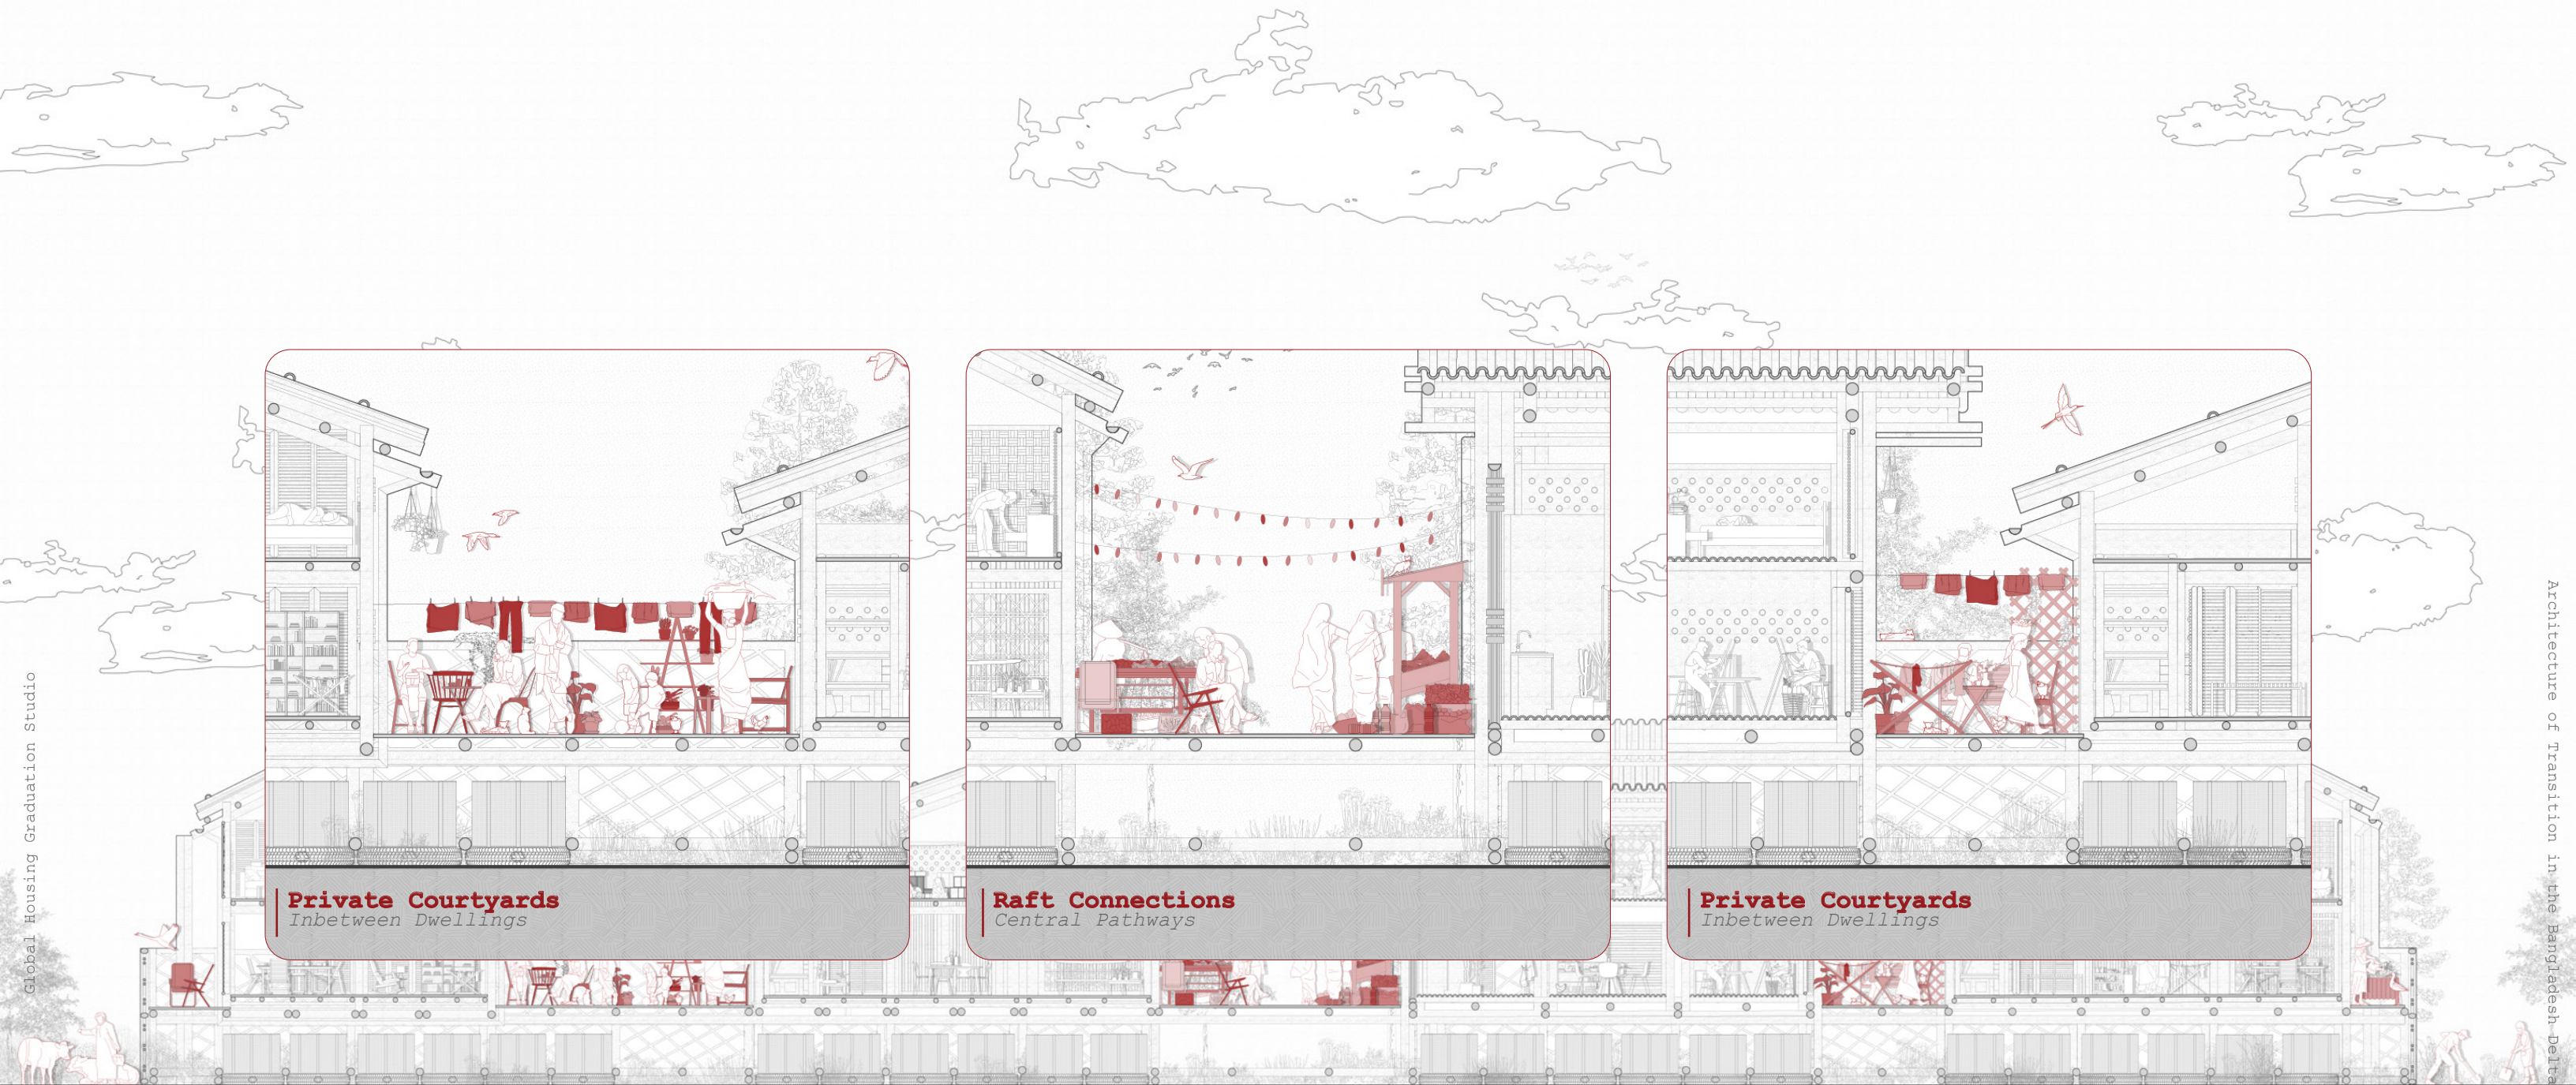 Global Housing Graduation Studio
Private Courtyards
Inbetween Dwellings
Raft Connections
Central Pathways
Private Courtyards
Inbetween Dwellings
Architecture of Transition in the Bangladesh Delta